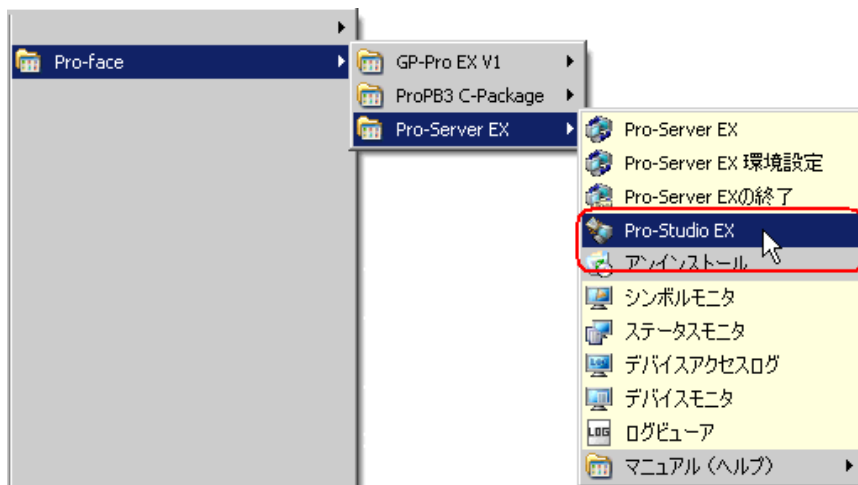 Pro-face
GP-Pro EX V1
ProPB3 C-Package
Pro-Server EX
Pro-Server EX
Pro-Server EX 環境設定
Pro-Server EXの終了
Pro-Studio EX
アンインストール
シンボルモニタ
ステータスモニタ
デバイスアクセスログ
デバイスモニタ
LOG
ログビューア
マニュアル(ヘルプ)